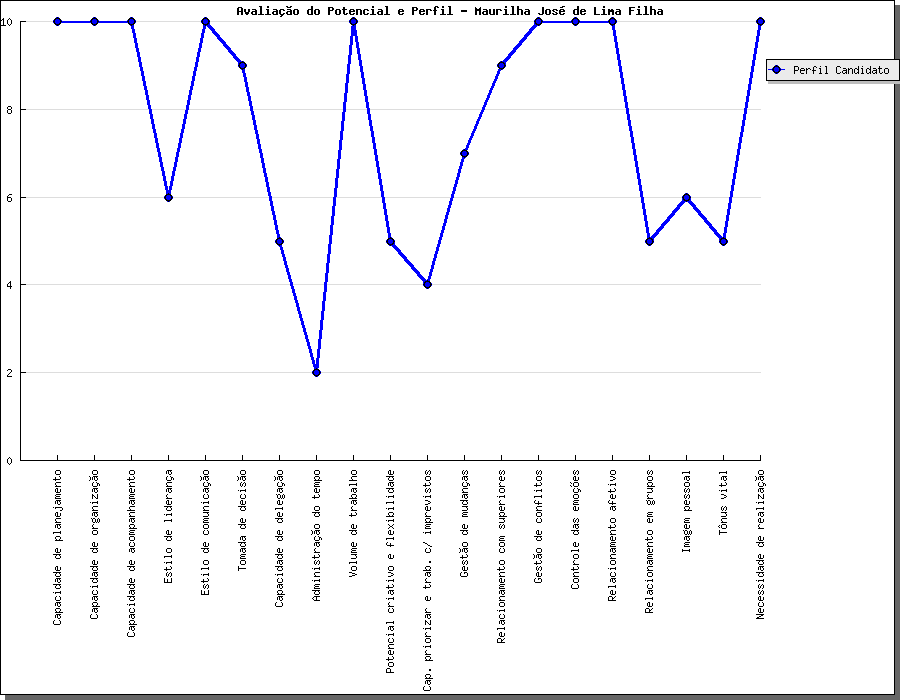 Avaliação do Potencial e Perfil - Maurilha José de Lima Filha
10
8
6
4
2
0
Perfil Candidato
Capacidade de planejamento
Capacidade de organização
Capacidade de acompanhamento
Estilo de liderança
Estilo de comunicação
Tomada de decisão
Capacidade de delegação
Administração do tempo
Volume de trabalho
Potencial criativo e flexibilidade
Cap. priorizar e trab. c/ imprevistos
Gestão de mudanças
Relacionamento com superiores
Gestão de conflitos
Controle das emoções
Relacionamento afetivo
Relacionamento em grupos
Imagem pessoal
Tônus vital
Necessidade de realização